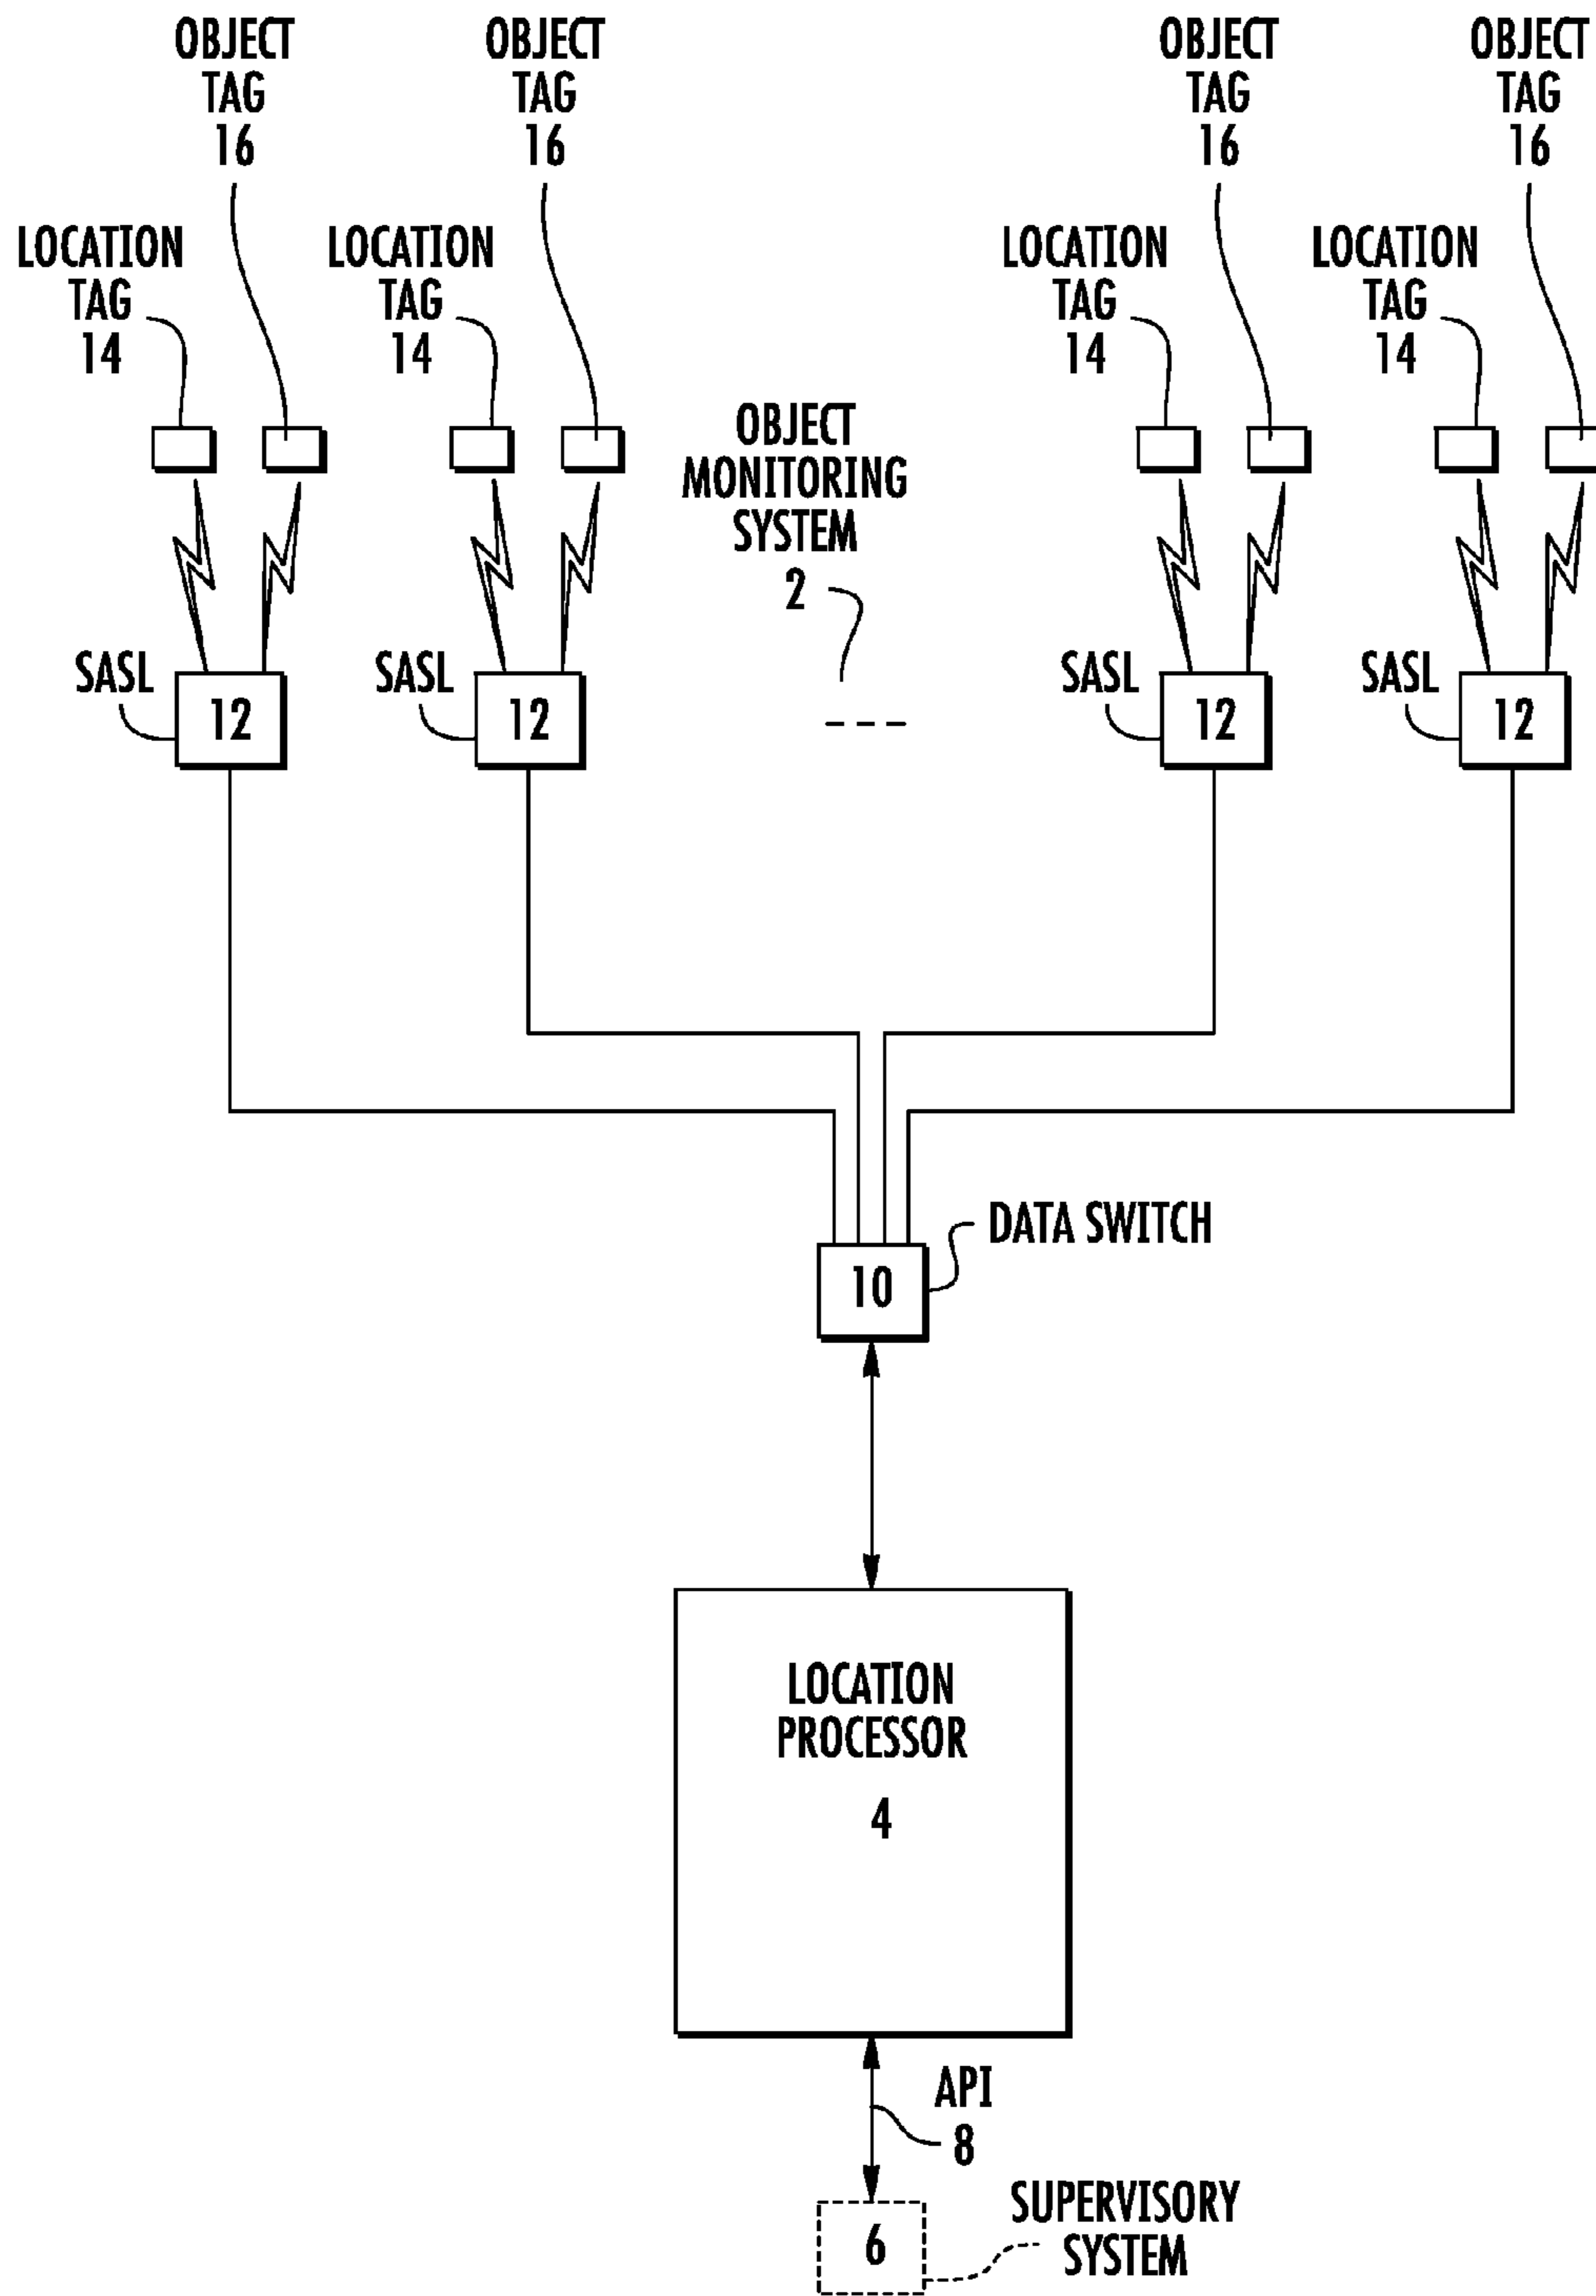 OBJECT
TAG
16
OBJECT
TAG
16
OBJECT
TAG
16
OBJECT
TAG
16
LOCATION
TAG
14
LOCATION
TAG
14
LOCATION
TAG
14
LOCATION
TAG
14
OBJECT
MONITORING
SYSTEM
2
SASL
12
SASL
12
SASL
12
SASL
12
DATA SWITCH
10
LOCATION
PROCESSOR
4
API
8
6
SUPERVISORY
SYSTEM